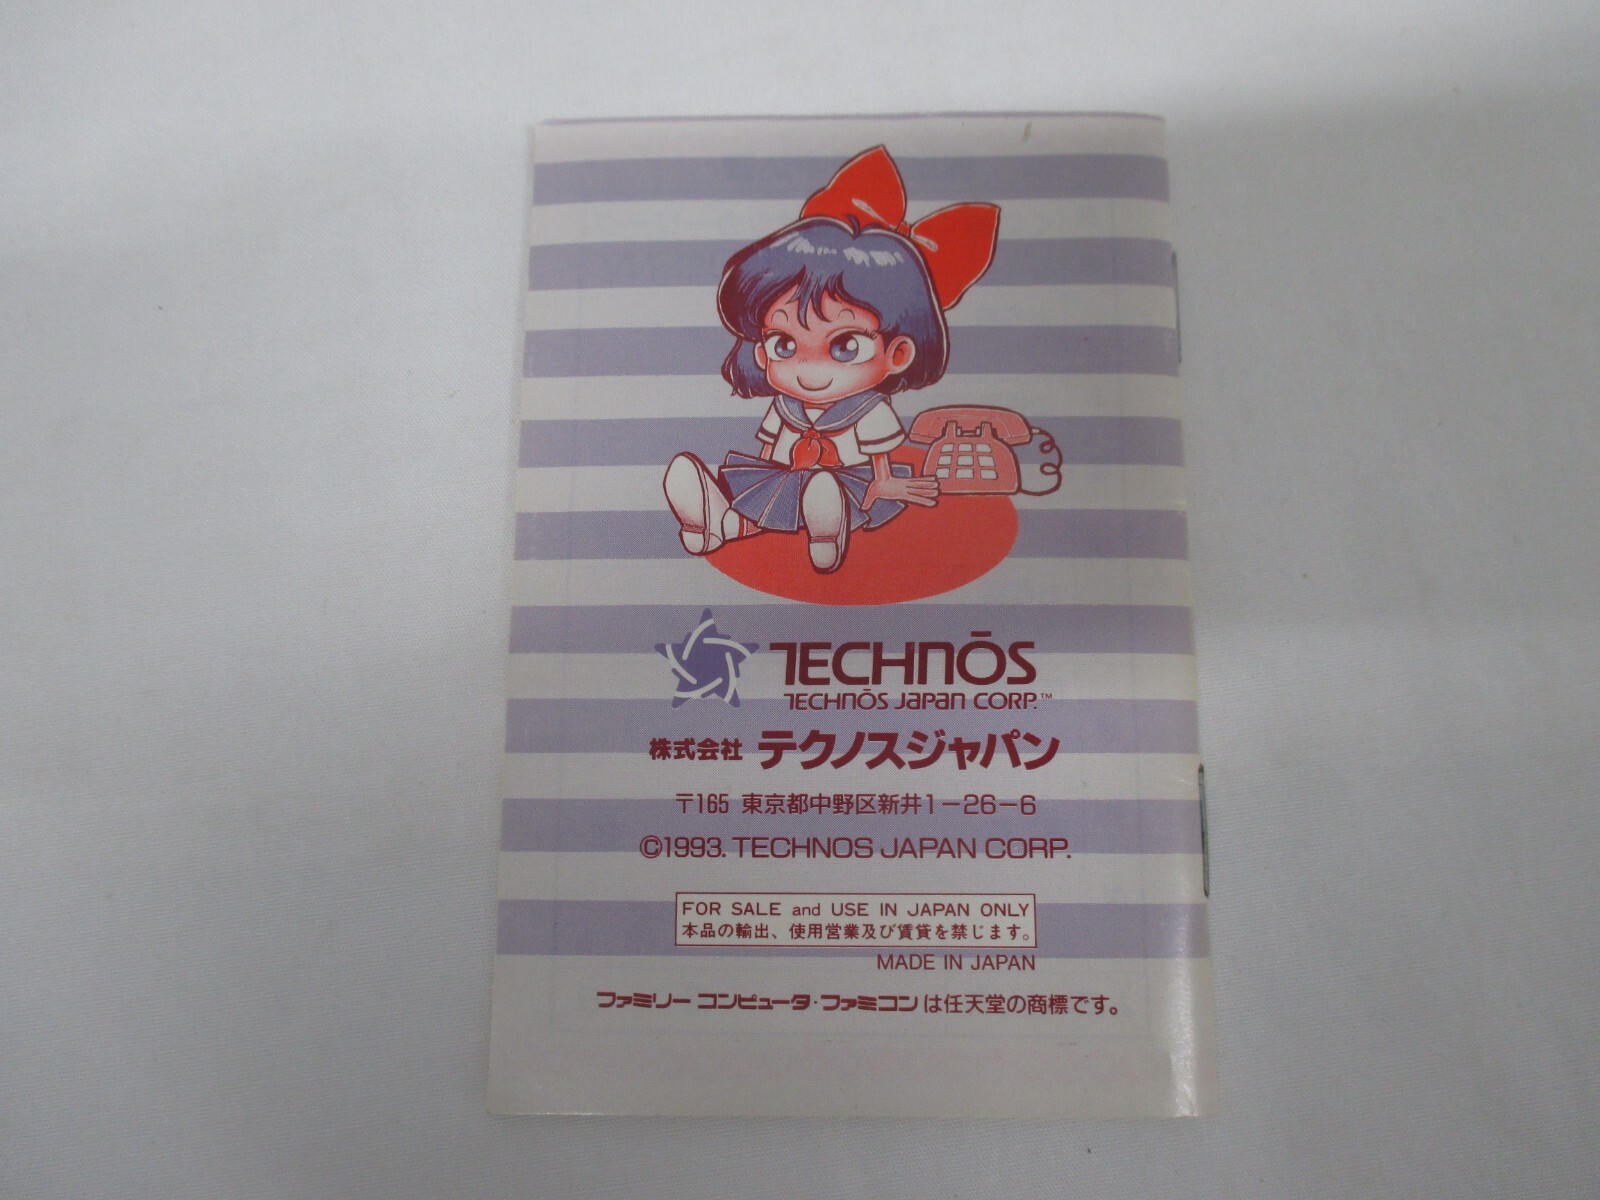 TECHNŌS
TECHNŌS JAPAN CORP.™
株式会社 テクノスジャパン
〒165 東京都中野区新井1-26-6
©1993. TECHNOS JAPAN CORP.
FOR SALE and USE IN JAPAN ONLY
本品の輸出、使用営業及び賃貸を禁じます。
MADE IN JAPAN
ファミリー コンピュータ・ファミコン は任天堂の商標です。